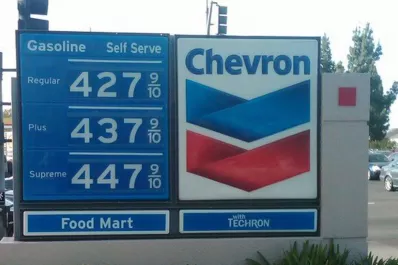 Gasoline Self Serve
Regular 427 9/10
Plus 437 9/10
Supreme 447 9/10
Chevron
Food Mart
with
TECHRON